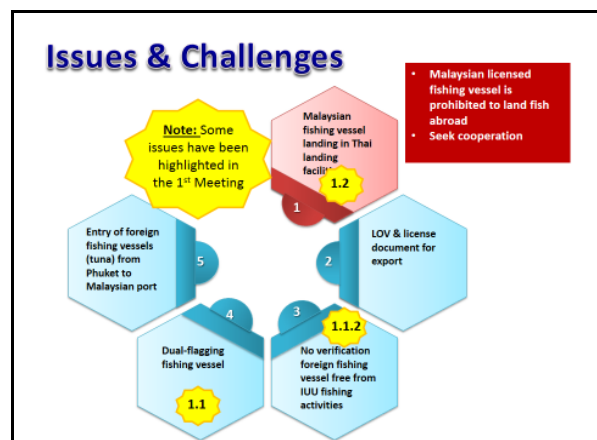 Issues & Challenges
• Malaysian licensed
fishing vessel is
prohibited to land fish
abroad
• Seek cooperation
Note: Some
issues have been
highlighted in
the 1st Meeting
Malaysian
fishing vessel
landing in Thai
landing
1.2
1
LOV & license
document for
export
2
1.1.2
3
No verification
foreign fishing
vessel free from
IUU fishing
activities
4
Dual-flagging
fishing vessel
1.1
Entry of foreign
fishing vessels
(tuna) from
Phuket to
Malaysian port
5